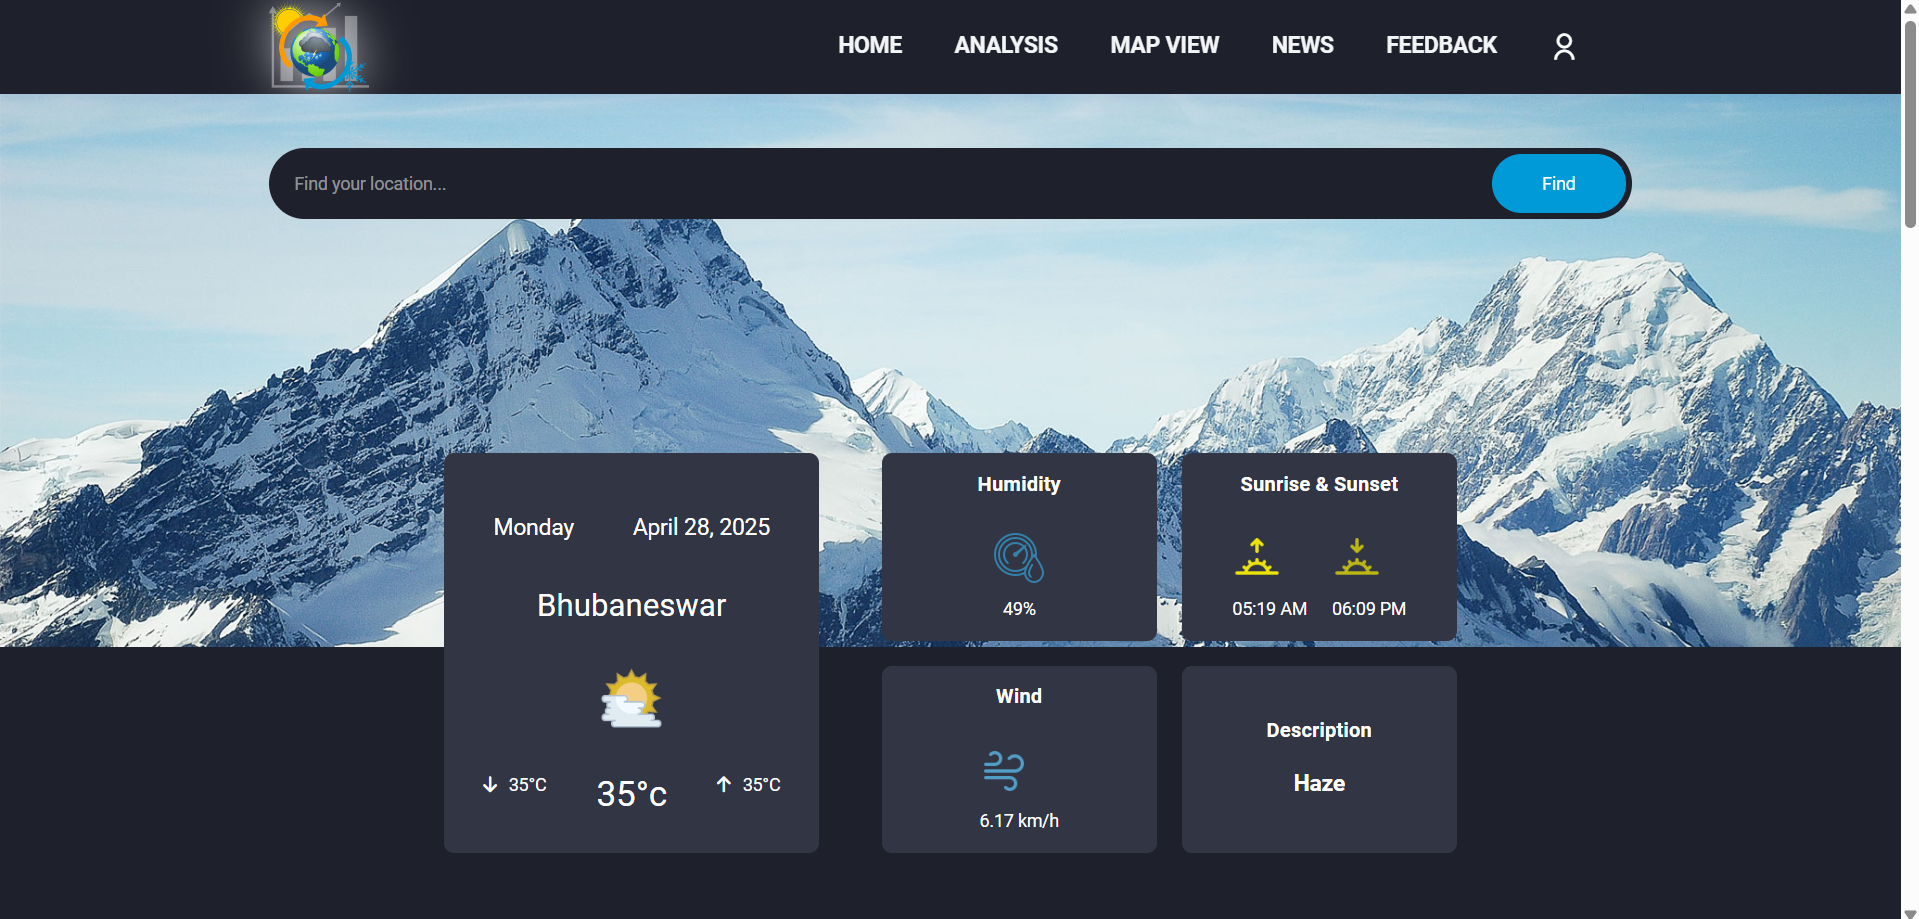 HOME ANALYSIS MAP VIEW NEWS FEEDBACK
Find your location...
Find
Monday April 28, 2025
Bhubaneswar
35°C 35°c 35°C
Humidity
49%
Sunrise & Sunset
05:19 AM 06:09 PM
Wind
6.17 km/h
Description
Haze